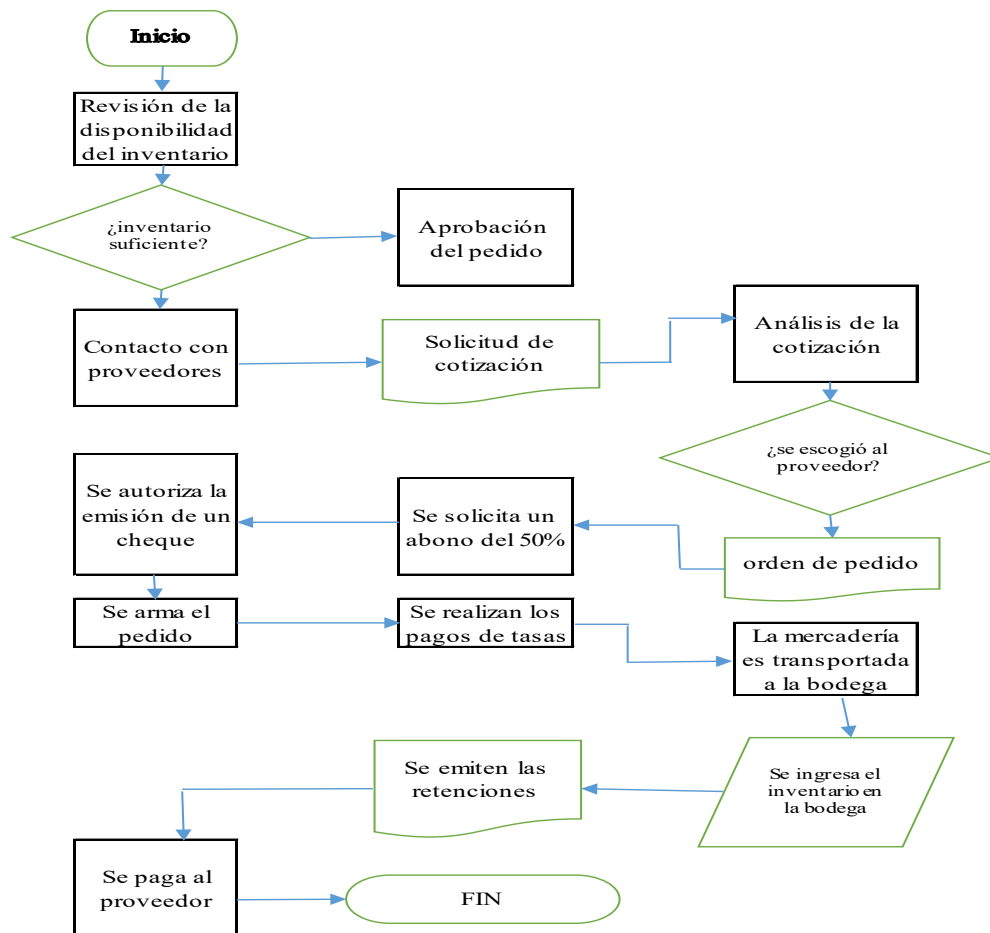 Inicio
Revisión de la
disponibilidad
del inventario
¿inventario
suficiente?
Aprobación
del pedido
Contacto con
proveedores
Solicitud de
cotización
Análisis de la
cotización
¿se escogió al
proveedor?
orden de pedido
Se solicita un
abono del 50%
Se autoriza la
emisión de un
cheque
Se arma el
pedido
Se realizan los
pagos de tasas
La mercadería
es transportada
a la bodega
Se ingresa el
inventario en
la bodega
Se emiten las
retenciones
Se paga al
proveedor
FIN